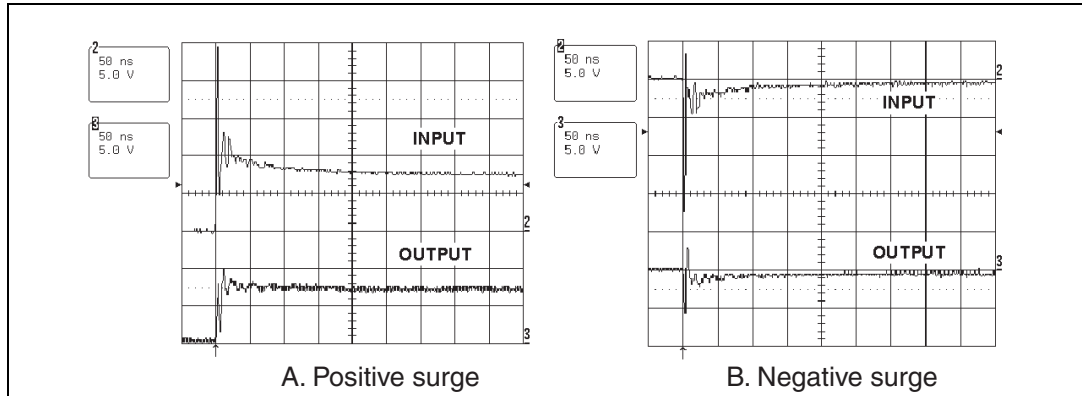 2
50 ns
5.0 V
3
50 ns
5.0 V
INPUT
2
OUTPUT
3
A. Positive surge
2
50 ns
5.0 V
3
50 ns
5.0 V
2
INPUT
OUTPUT
3
B. Negative surge